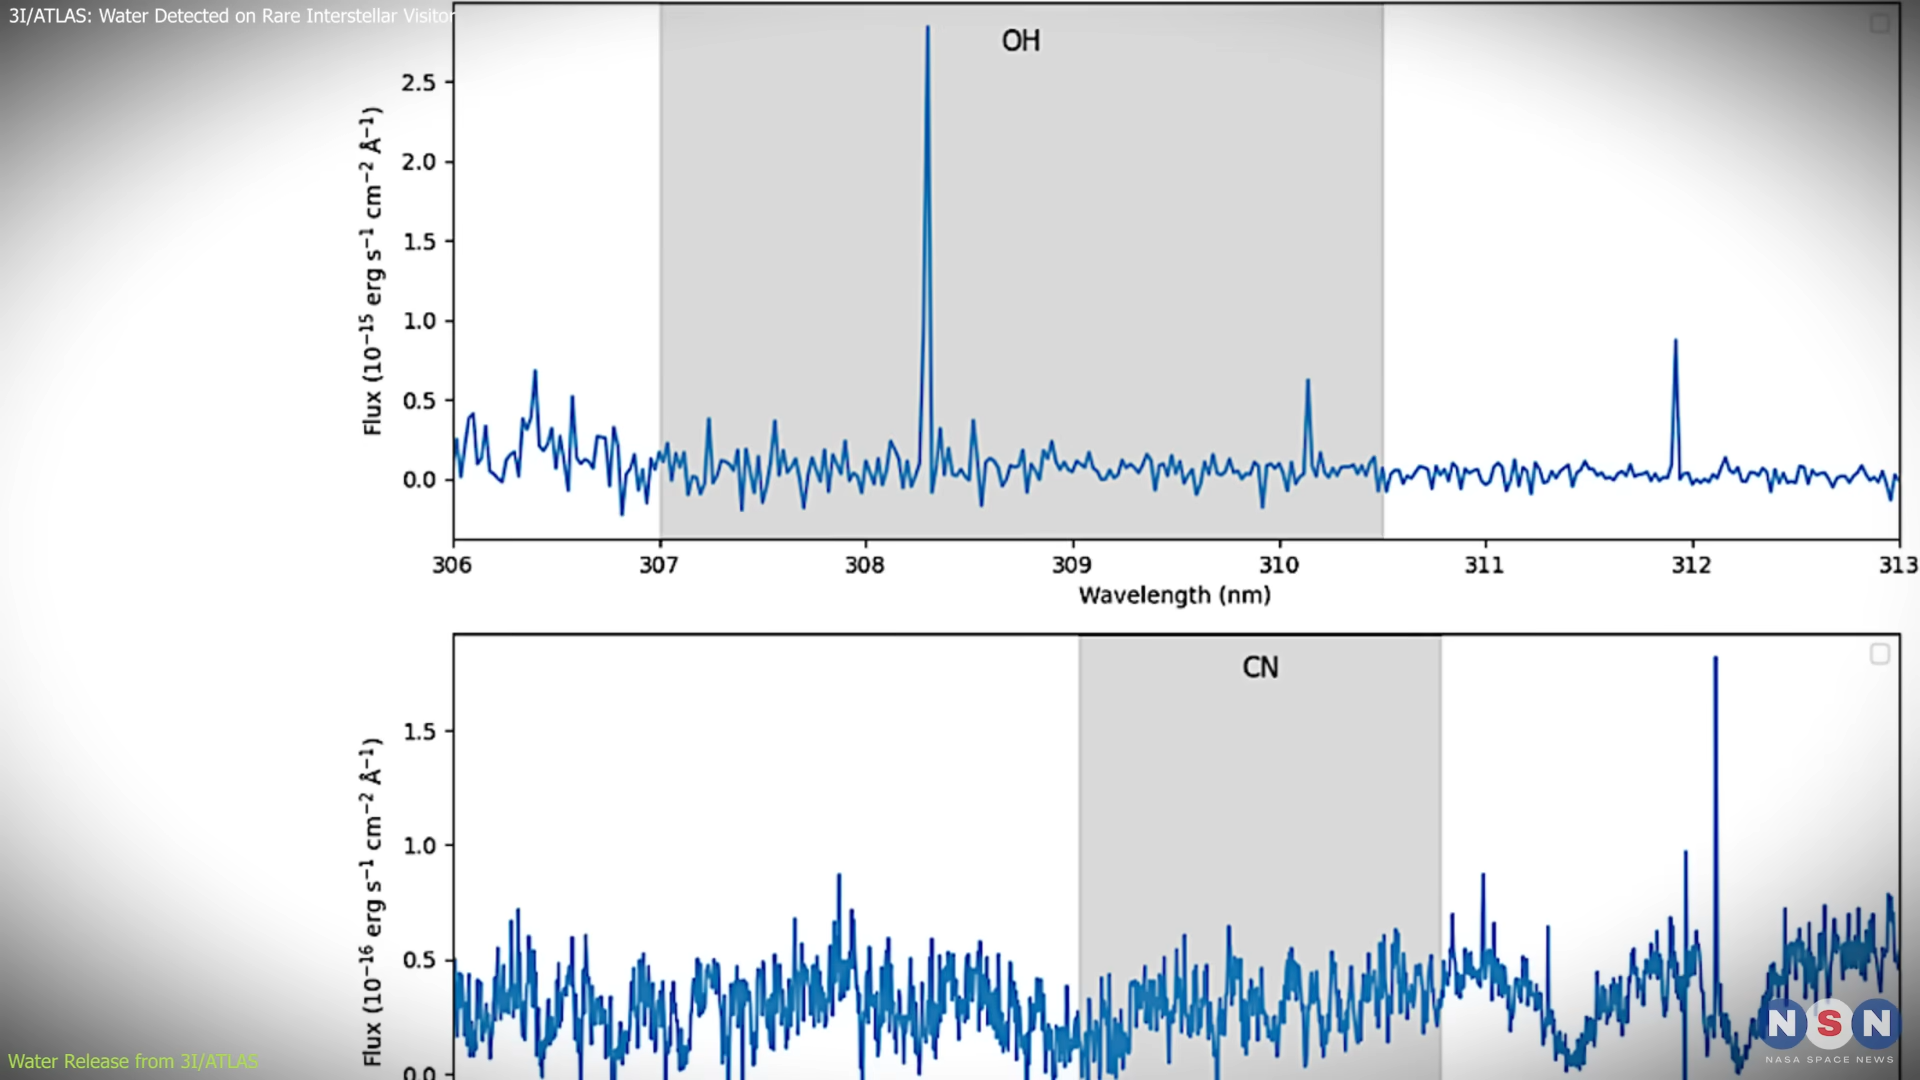 3I/ATLAS: Water Detected on Rare Interstellar Visitor
OH
2.5
2.0
1.5
1.0
0.5
0.0
Flux (10⁻¹⁵ erg s⁻¹ cm⁻² Å⁻¹)
306 307 308 309 310 311 312 313
Wavelength (nm)
CN
1.5
1.0
0.5
0.0
Flux (10⁻¹⁶ erg s⁻¹ cm⁻² Å⁻¹)
Water Release from 3I/ATLAS
NSN
NASA SPACE NEWS